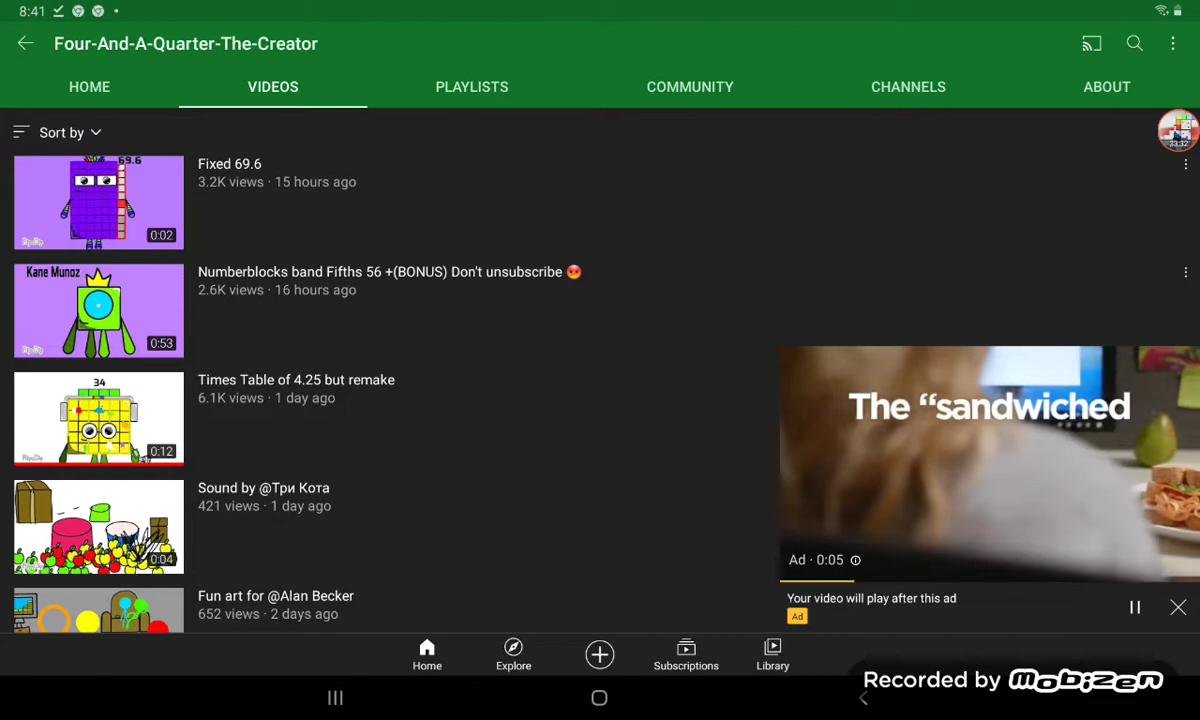 8:41
Four-And-A-Quarter-The-Creator
HOME
VIDEOS
PLAYLISTS
COMMUNITY
CHANNELS
ABOUT
Sort by
33:32
69.6
FlipaClip
0:02
Fixed 69.6
3.2K views · 15 hours ago
Kane Munoz
FlipaClip
0:53
Numberblocks band Fifths 56 +(BONUS) Don't unsubscribe 😡
2.6K views · 16 hours ago
34
FlipaClip
0:12
Times Table of 4.25 but remake
6.1K views · 1 day ago
0:04
Sound by @Три Кота
421 views · 1 day ago
Fun art for @Alan Becker
652 views · 2 days ago
The “sandwiched
Ad · 0:05
Your video will play after this ad
Ad
Home
Explore
Subscriptions
Library
Recorded by mobizen